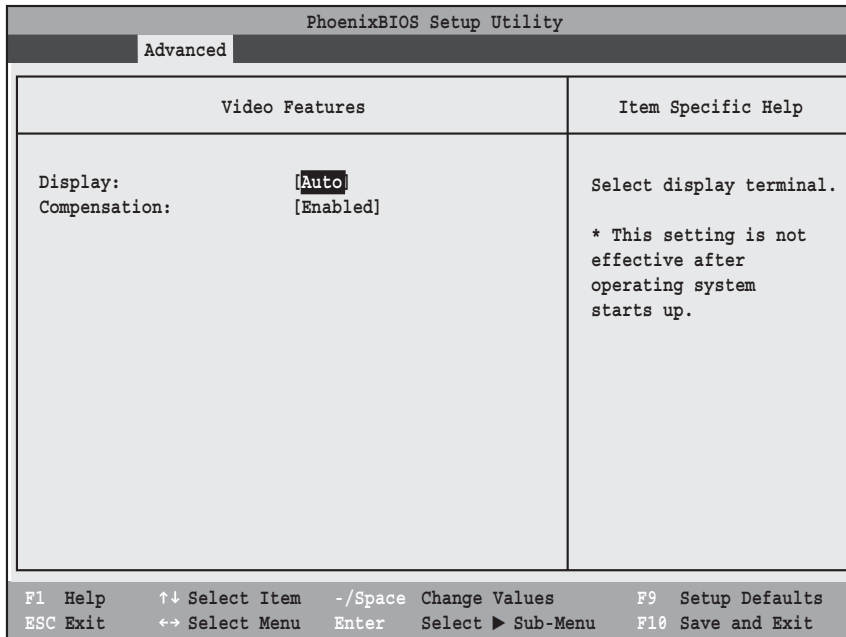 PhoenixBIOS Setup Utility
Advanced
Video Features
Item Specific Help
Display: [Auto]
Compensation: [Enabled]
Select display terminal.
* This setting is not
effective after
operating system
starts up.
F1 Help ↑↓ Select Item -/Space Change Values F9 Setup Defaults
ESC Exit ←→ Select Menu Enter Select ▶ Sub-Menu F10 Save and Exit